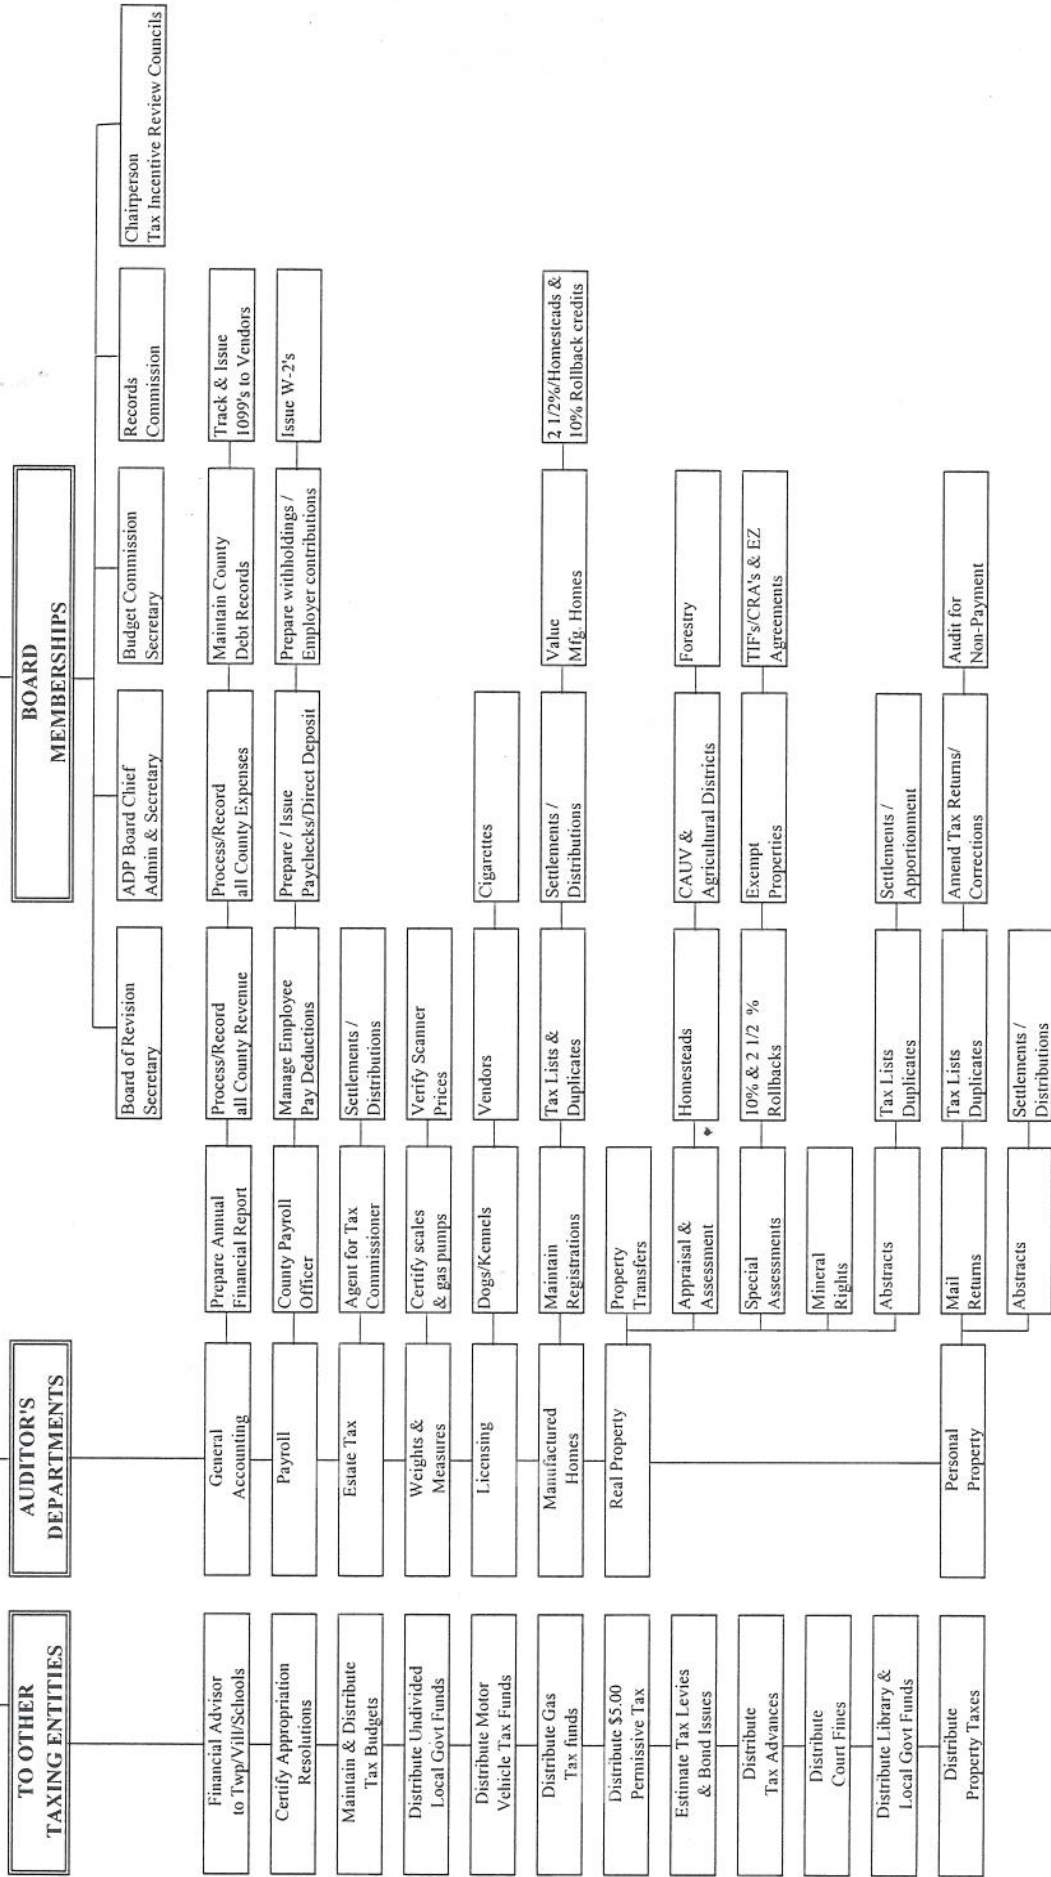 TO OTHER
TAXING ENTITIES
AUDITOR'S
DEPARTMENTS
BOARD
MEMBERSHIPS
Board of Revision
Secretary
ADP Board Chief
Admin & Secretary
Budget Commission
Secretary
Records
Commission
Chairperson
Tax Incentive Review Councils
Financial Advisor
to Twp/Vill/Schools
General
Accounting
Prepare Annual
Financial Report
Process/Record
all County Revenue
Process/Record
all County Expenses
Maintain County
Debt Records
Track & Issue
1099's to Vendors
Certify Appropriation
Resolutions
Payroll
County Payroll
Officer
Manage Employee
Pay Deductions
Prepare / Issue
Paychecks/Direct Deposit
Prepare withholdings /
Employer contributions
Issue W-2's
Maintain & Distribute
Tax Budgets
Estate Tax
Agent for Tax
Commissioner
Settlements /
Distributions
Distribute Undivided
Local Govt Funds
Weights &
Measures
Certify scales
& gas pumps
Verify Scanner
Prices
Distribute Motor
Vehicle Tax Funds
Licensing
Dogs/Kennels
Vendors
Cigarettes
Distribute Gas
Tax funds
Manufactured
Homes
Maintain
Registrations
Tax Lists &
Duplicates
Settlements /
Distributions
Value
Mfg. Homes
2 1/2%/Homesteads &
10% Rollback credits
Distribute $5.00
Permissive Tax
Real Property
Property
Transfers
Estimate Tax Levies
& Bond Issues
Appraisal &
Assessment
Homesteads
CAUV &
Agricultural Districts
Forestry
Distribute
Tax Advances
Special
Assessments
10% & 2 1/2 %
Rollbacks
Exempt
Properties
TIF's/CRA's & EZ
Agreements
Distribute
Court Fines
Mineral
Rights
Distribute Library &
Local Govt Funds
Abstracts
Tax Lists
Duplicates
Settlements /
Apportionment
Distribute
Property Taxes
Personal
Property
Mail
Returns
Tax Lists
Duplicates
Amend Tax Returns/
Corrections
Audit for
Non-Payment
Abstracts
Settlements /
Distributions